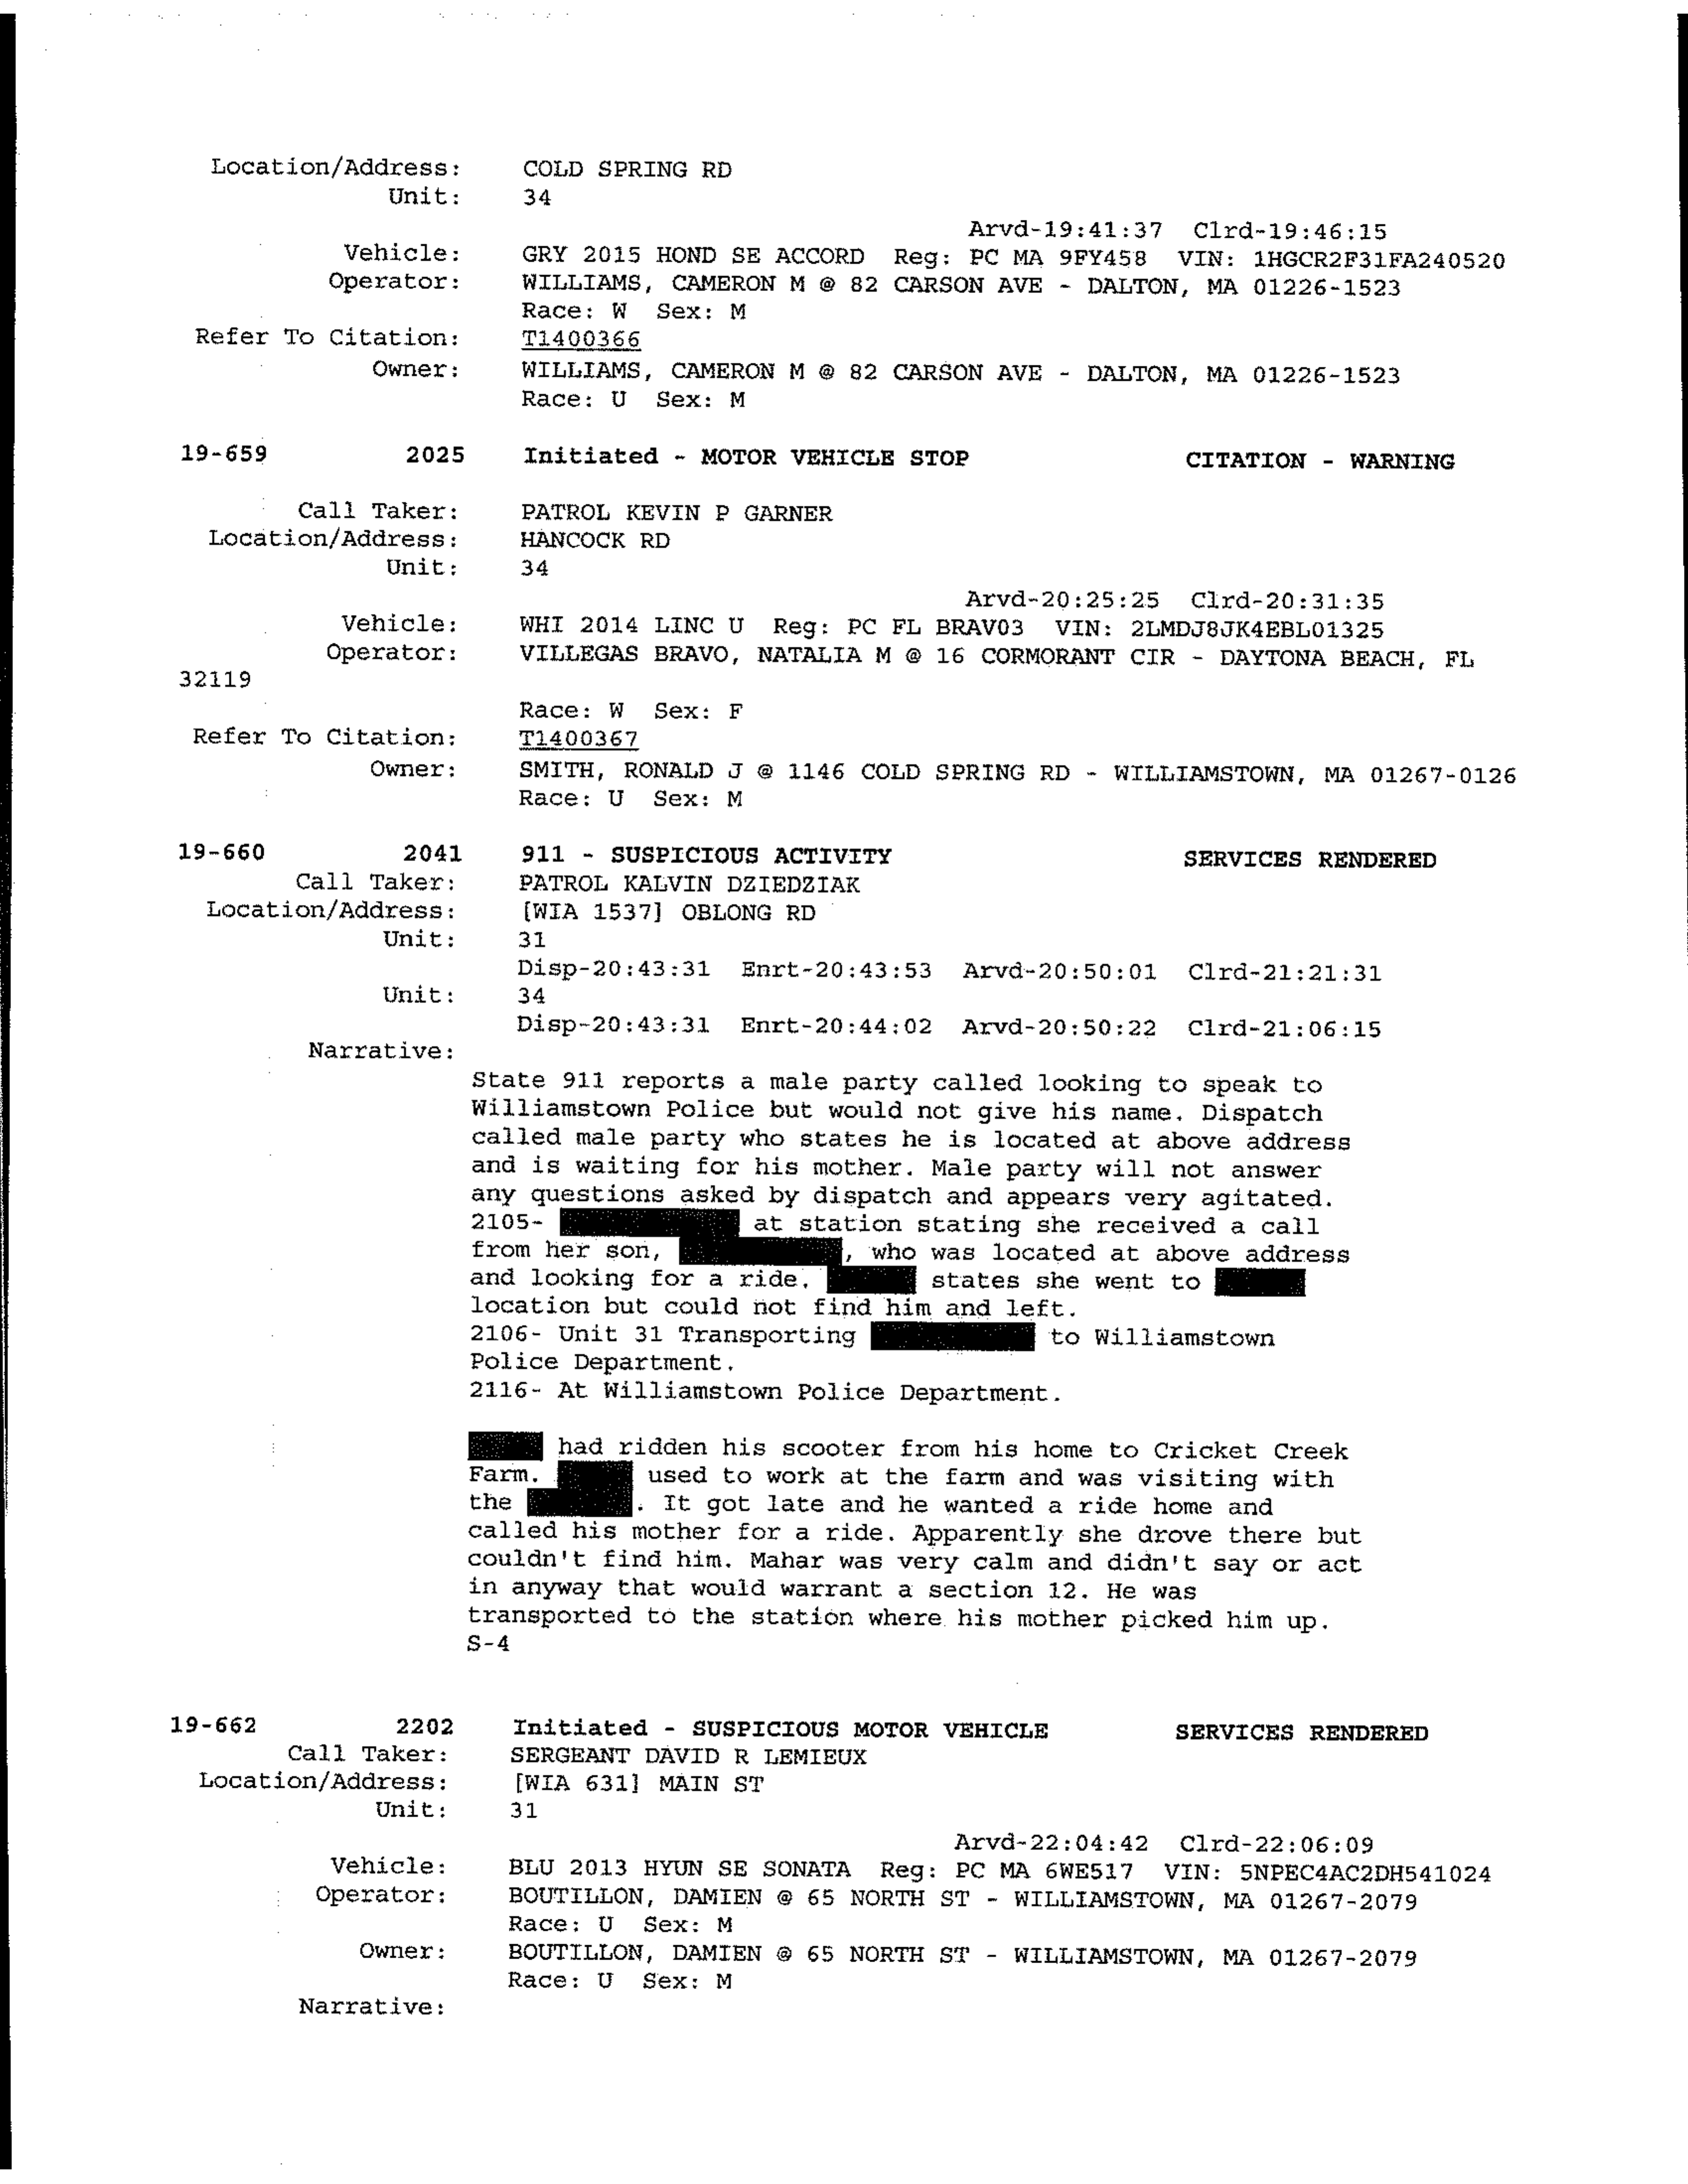 Location/Address: COLD SPRING RD
Unit: 34
Arvd-19:41:37 Clrd-19:46:15
Vehicle: GRY 2015 HOND SE ACCORD Reg: PC MA 9FY458 VIN: 1HGCR2F31FA240520
Operator: WILLIAMS, CAMERON M @ 82 CARSON AVE - DALTON, MA 01226-1523
Race: W Sex: M
Refer To Citation: T1400366
Owner: WILLIAMS, CAMERON M @ 82 CARSON AVE - DALTON, MA 01226-1523
Race: U Sex: M
19-659 2025 Initiated - MOTOR VEHICLE STOP CITATION - WARNING
Call Taker: PATROL KEVIN P GARNER
Location/Address: HANCOCK RD
Unit: 34
Arvd-20:25:25 Clrd-20:31:35
Vehicle: WHI 2014 LINC U Reg: PC FL BRAV03 VIN: 2LMDJ8JK4EBL01325
Operator: VILLEGAS BRAVO, NATALIA M @ 16 CORMORANT CIR - DAYTONA BEACH, FL
32119
Race: W Sex: F
Refer To Citation: T1400367
Owner: SMITH, RONALD J @ 1146 COLD SPRING RD - WILLIAMSTOWN, MA 01267-0126
Race: U Sex: M
19-660 2041 911 - SUSPICIOUS ACTIVITY SERVICES RENDERED
Call Taker: PATROL KALVIN DZIEDZIAK
Location/Address: [WIA 1537] OBLONG RD
Unit: 31
Disp-20:43:31 Enrt-20:43:53 Arvd-20:50:01 Clrd-21:21:31
Unit: 34
Disp-20:43:31 Enrt-20:44:02 Arvd-20:50:22 Clrd-21:06:15
Narrative:
State 911 reports a male party called looking to speak to
Williamstown Police but would not give his name. Dispatch
called male party who states he is located at above address
and is waiting for his mother. Male party will not answer
any questions asked by dispatch and appears very agitated.
2105- at station stating she received a call
from her son, , who was located at above address
and looking for a ride. states she went to
location but could not find him and left.
2106- Unit 31 Transporting to Williamstown
Police Department.
2116- At Williamstown Police Department.
had ridden his scooter from his home to Cricket Creek
Farm. used to work at the farm and was visiting with
the . It got late and he wanted a ride home and
called his mother for a ride. Apparently she drove there but
couldn't find him. Mahar was very calm and didn't say or act
in anyway that would warrant a section 12. He was
transported to the station where his mother picked him up.
S-4
19-662 2202 Initiated - SUSPICIOUS MOTOR VEHICLE SERVICES RENDERED
Call Taker: SERGEANT DAVID R LEMIEUX
Location/Address: [WIA 631] MAIN ST
Unit: 31
Arvd-22:04:42 Clrd-22:06:09
Vehicle: BLU 2013 HYUN SE SONATA Reg: PC MA 6WE517 VIN: 5NPEC4AC2DH541024
Operator: BOUTILLON, DAMIEN @ 65 NORTH ST - WILLIAMSTOWN, MA 01267-2079
Race: U Sex: M
Owner: BOUTILLON, DAMIEN @ 65 NORTH ST - WILLIAMSTOWN, MA 01267-2079
Race: U Sex: M
Narrative: